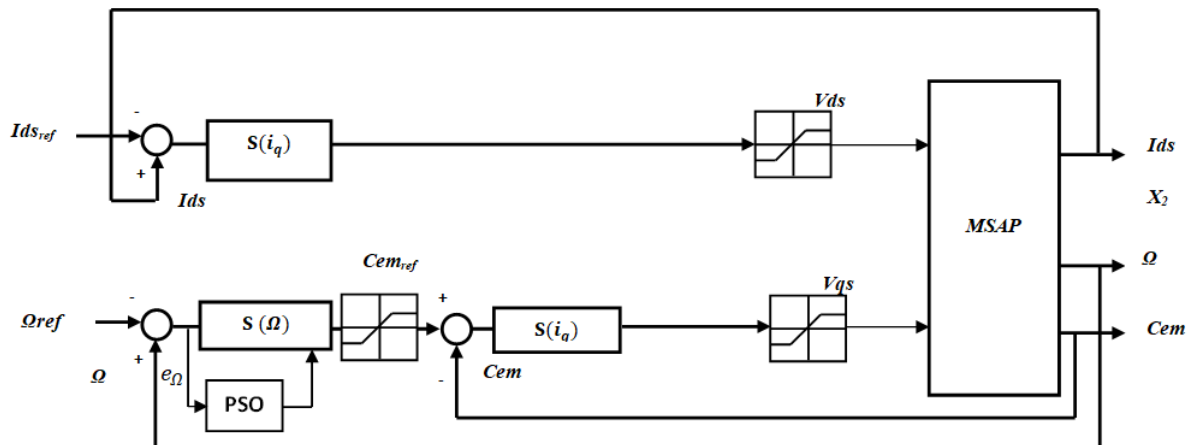 Vds
-
Ids_ref
S(i_q)
+
Ids
Ids
X_2
MSAP
Cem_ref
Ω
-
+
Vqs
Ωref
S (Ω)
S(i_q)
Cem
+
Ω
e_Ω
Cem
-
PSO